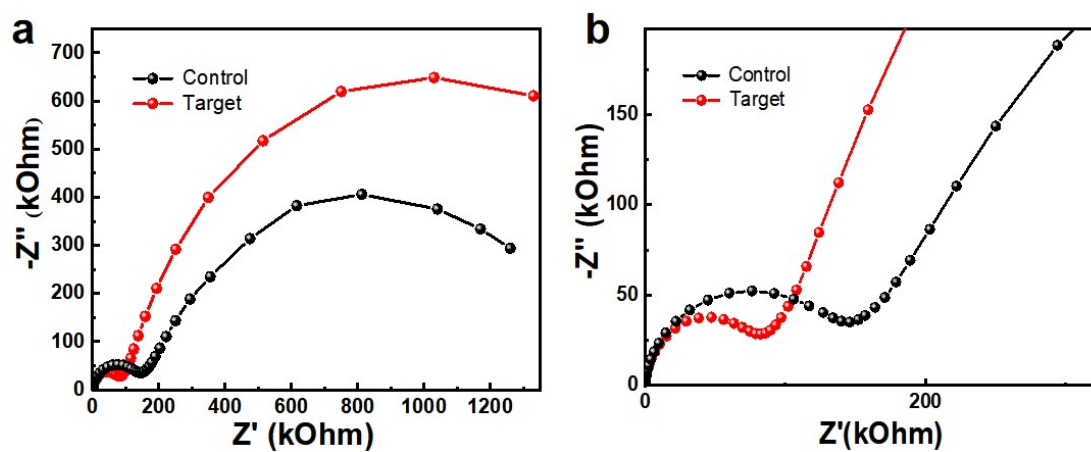 a
Control
Target
-Z" (kOhm)
700
600
500
400
300
200
100
0
0 200 400 600 800 1000 1200
Z' (kOhm)
b
Control
Target
-Z" (kOhm)
150
100
50
0
0 200
Z'(kOhm)